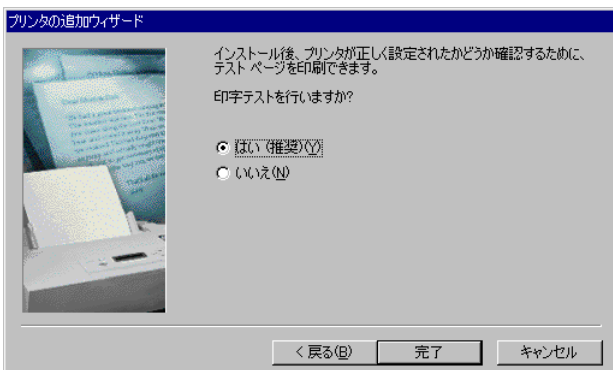 プリンタの追加ウィザード
インストール後、プリンタが正しく設定されたかどうか確認するために、
テスト ページを印刷できます。
印字テストを行いますか?
はい (推奨)(Y)
いいえ(N)
< 戻る(B)
完了
キャンセル